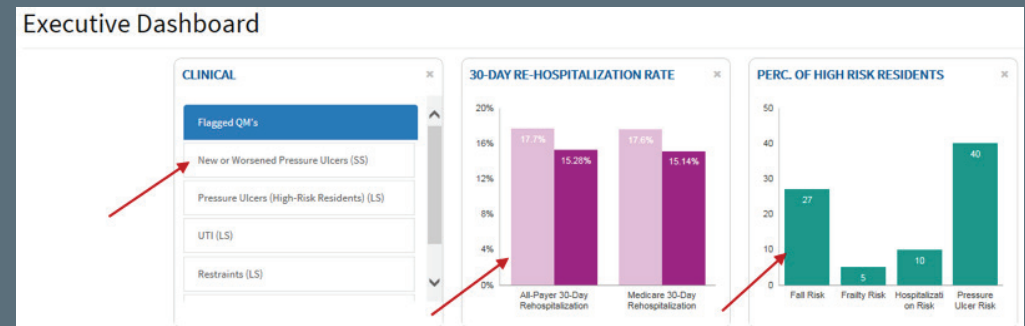 Executive Dashboard
CLINICAL
Flagged QM's
New or Worsened Pressure Ulcers (SS)
Pressure Ulcers (High-Risk Residents) (LS)
UTI (LS)
Restraints (LS)
30-DAY RE-HOSPITALIZATION RATE
20%
16%
12%
8%
4%
0%
17.7%
15.28%
17.6%
15.14%
All-Payer 30-Day
Rehospitalization
Medicare 30-Day
Rehospitalization
PERC. OF HIGH RISK RESIDENTS
50
40
30
20
10
0
27
5
10
40
Fall Risk
Frailty Risk
Hospitalizati
on Risk
Pressure
Ulcer Risk